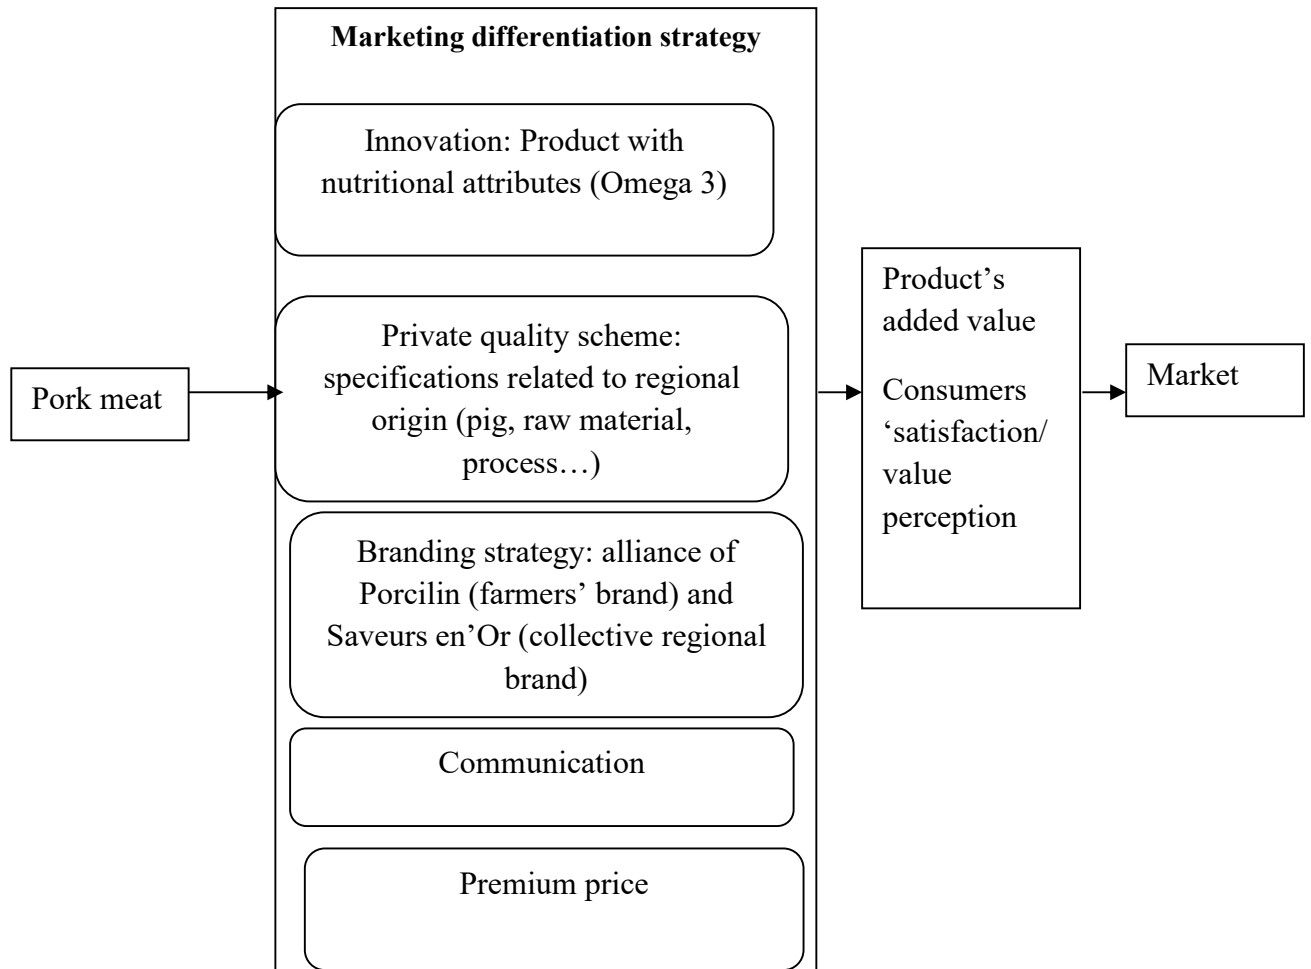 Marketing differentiation strategy
Innovation: Product with
nutritional attributes (Omega 3)
Private quality scheme:
specifications related to regional
origin (pig, raw material,
process…)
Branding strategy: alliance of
Porcilin (farmers’ brand) and
Saveurs en’Or (collective regional
brand)
Communication
Premium price
Pork meat
Product’s
added value
Consumers
‘satisfaction/
value
perception
Market